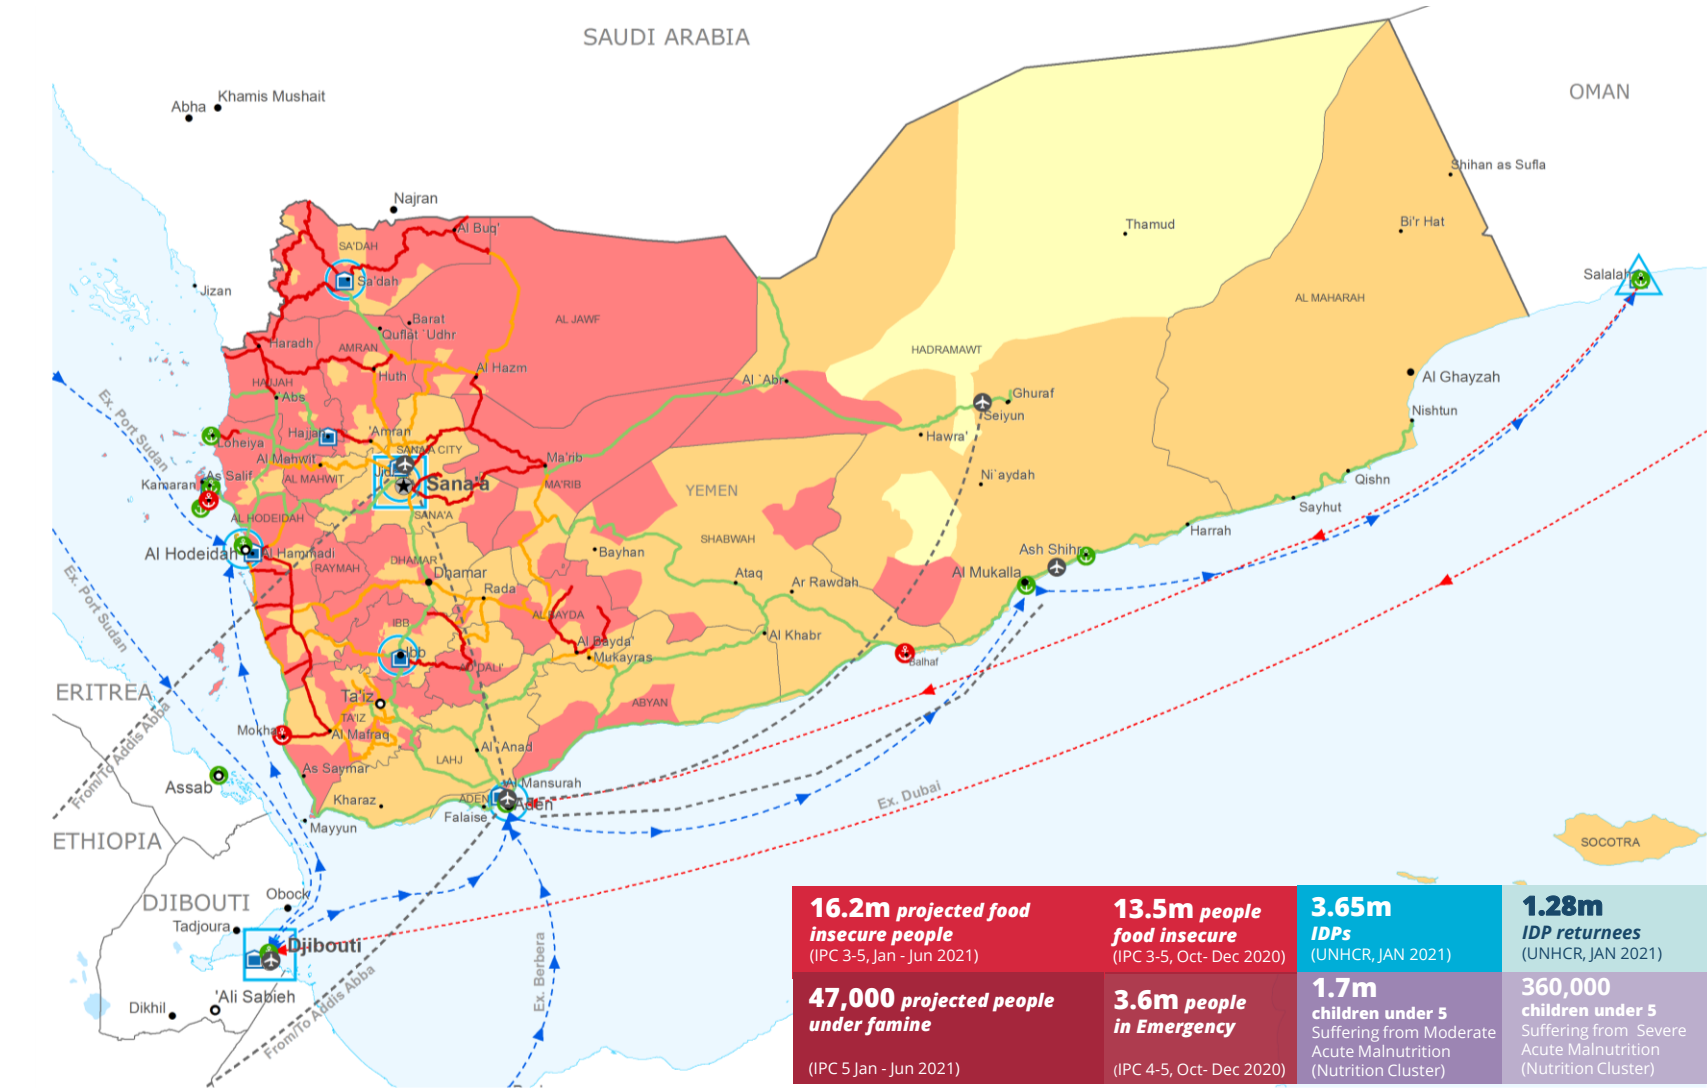 SAUDI ARABIA
OMAN
Khamis Mushait
Abha
Shihan as Sufla
Najran
Bi'r Hat
Thamud
Al Buq'
SA'DAH
Salalah
Sa'dah
Jizan
AL MAHARAH
Barat
AL JAWF
Quflat `Udhr
Haradh
AMRAN
HADRAMAWT
Al Hazm
Huth
Al Ghayzah
HAJJAH
Al `Abr
Abs
Ghuraf
Ex. Port Sudan
Seiyun
Nishtun
Loheiya
Hajjah
'Amran
Hawra'
SANA'A CITY
Al Mahwit
Ma'rib
As Salif
Jid
Ni`aydah
Qishn
Kamaran
AL MAHWIT
Sana'a
MA'RIB
YEMEN
Sayhut
AL HODEIDAH
SANA'A
Harrah
SHABWAH
Al Hodeidah
Al Hammadi
Bayhan
Ash Shihr
DHAMAR
RAYMAH
Dhamar
Ataq
Ar Rawdah
Al Mukalla
Ex. Port Sudan
Rada
AL BAYDA
IBB
Al Khabr
Al Bayda'
Ibb
Mukayras
Balhaf
AD DALI'
ERITREA
Ta'iz
ABYAN
TA'IZ
Mokha
Al Mafraq
From/To Addis Abba
Al `Anad
LAHJ
As Saymar
Assab
Al Mansurah
Kharaz
ADEN
Aden
Ex. Dubai
Falaise
Mayyun
ETHIOPIA
SOCOTRA
DJIBOUTI
Obock
Tadjoura
Djibouti
Ex. Berbera
'Ali Sabieh
Dikhil
From/To Addis Abba
16.2m projected food
insecure people
(IPC 3-5, Jan - Jun 2021)
13.5m people
food insecure
(IPC 3-5, Oct- Dec 2020)
3.65m
IDPs
(UNHCR, JAN 2021)
1.28m
IDP returnees
(UNHCR, JAN 2021)
47,000 projected people
under famine
(IPC 5 Jan - Jun 2021)
3.6m people
in Emergency
(IPC 4-5, Oct- Dec 2020)
1.7m
children under 5
Suffering from Moderate
Acute Malnutrition
(Nutrition Cluster)
360,000
children under 5
Suffering from Severe
Acute Malnutrition
(Nutrition Cluster)